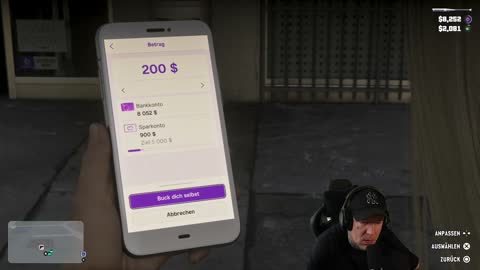 $8,252
$2,081
Betrag
200 $
Bankkonto
8 052 $
Sparkonto
900 $
Ziel 5 000 $
Buck dich selbst
Abbrechen
ANPASSEN
AUSWÄHLEN
ZURÜCK